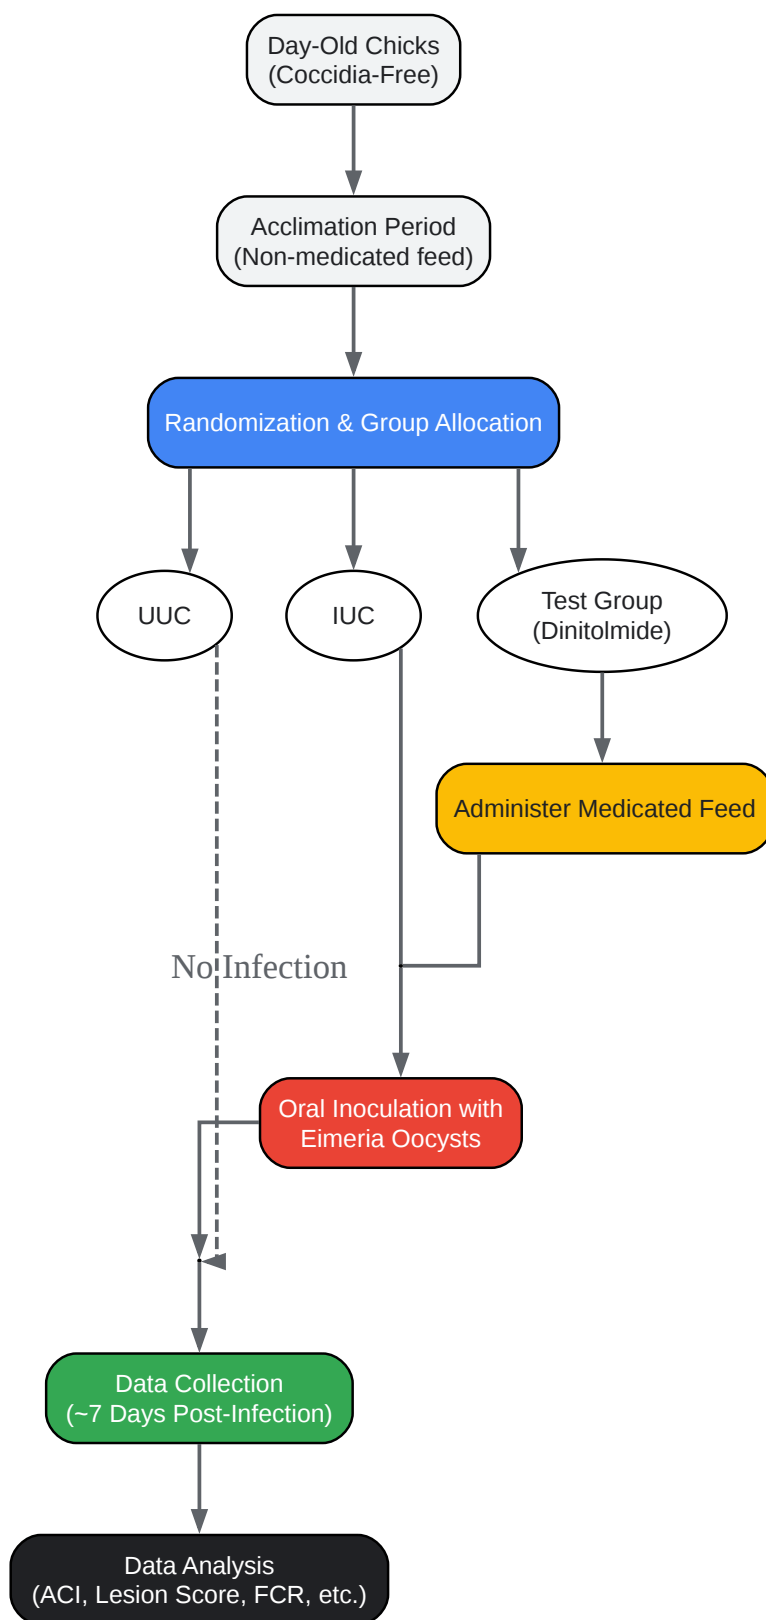 Day-Old Chicks
(Coccidia-Free)
Acclimation Period
(Non-medicated feed)
Randomization & Group Allocation
UUC
IUC
Test Group
(Dinitolmide)
Administer Medicated Feed
No Infection
Oral Inoculation with
Eimeria Oocysts
Data Collection
(~7 Days Post-Infection)
Data Analysis
(ACI, Lesion Score, FCR, etc.)